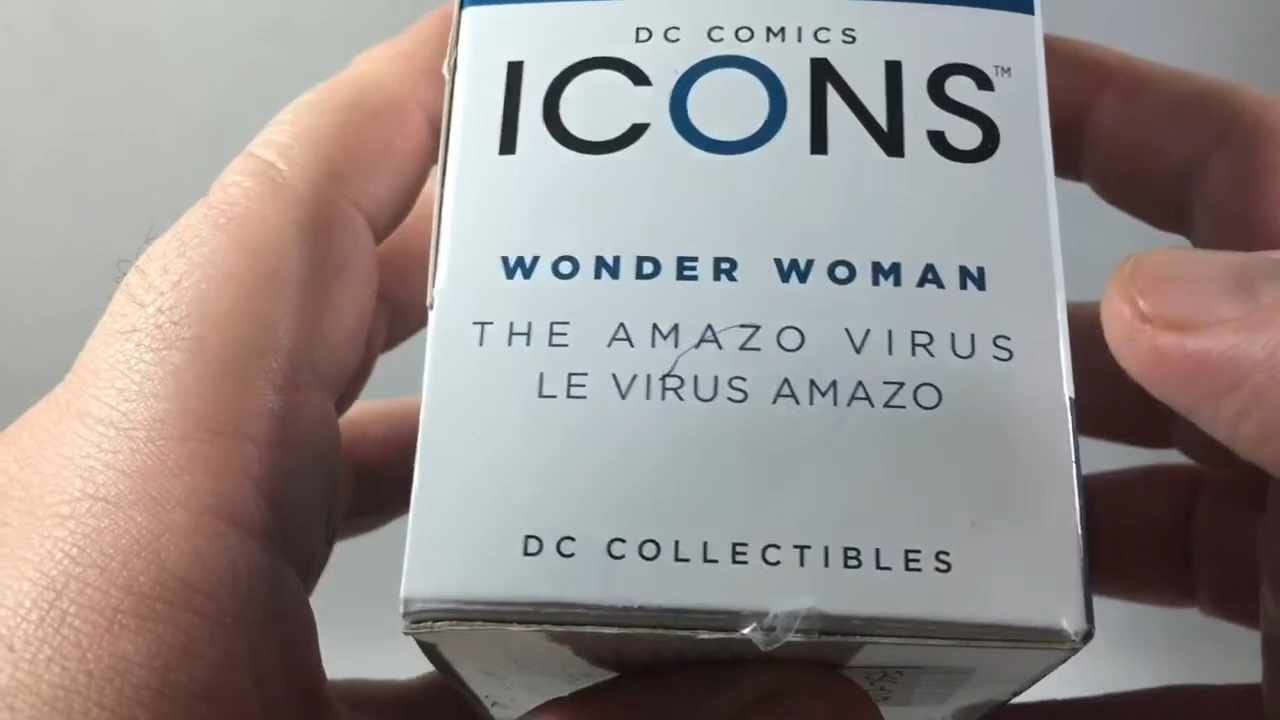 DC COMICS
ICONS™
WONDER WOMAN
THE AMAZO VIRUS
LE VIRUS AMAZO
DC COLLECTIBLES